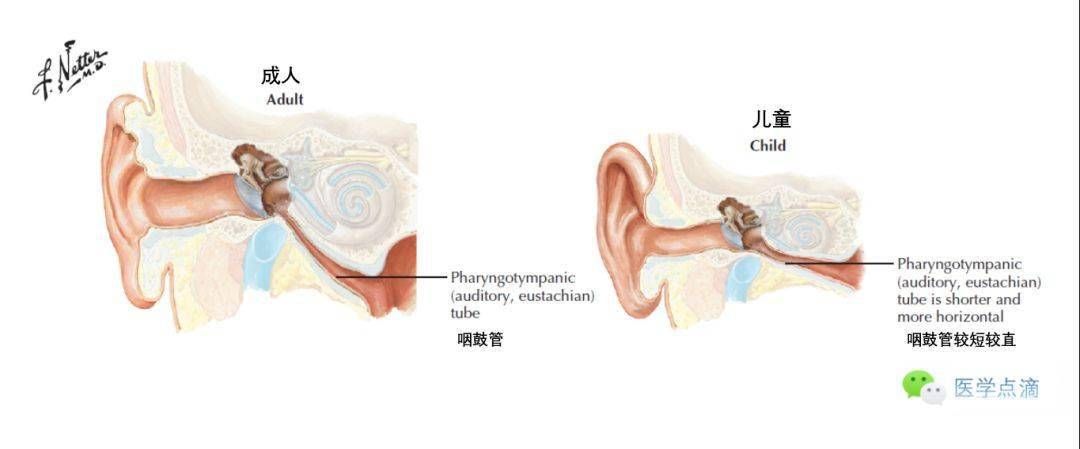 F. Netter
M.D.
成人
Adult
Pharyngotympanic
(auditory, eustachian)
tube
咽鼓管
儿童
Child
Pharyngotympanic
(auditory, eustachian)
tube is shorter and
more horizontal
咽鼓管较短较直
医学点滴